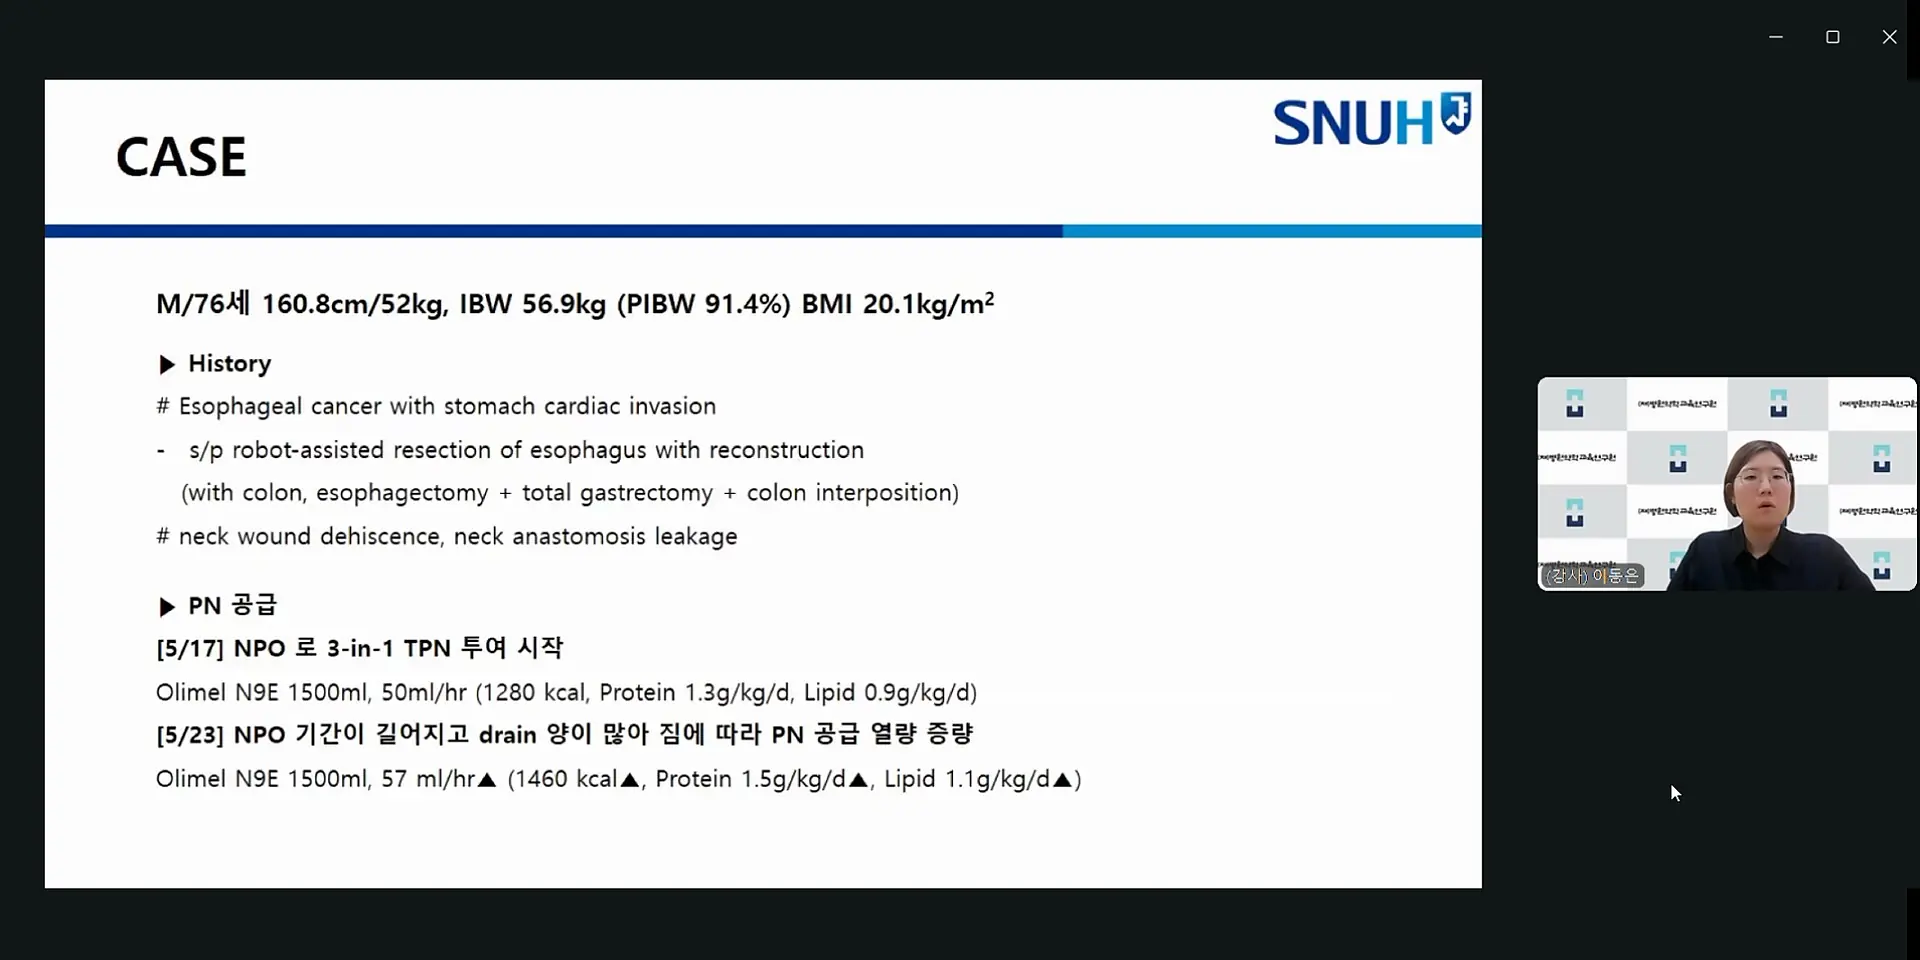 SNUH
CASE
M/76세 160.8cm/52kg, IBW 56.9kg (PIBW 91.4%) BMI 20.1kg/m²
▶ History
# Esophageal cancer with stomach cardiac invasion
- s/p robot-assisted resection of esophagus with reconstruction
(with colon, esophagectomy + total gastrectomy + colon interposition)
# neck wound dehiscence, neck anastomosis leakage
▶ PN 공급
[5/17] NPO 로 3-in-1 TPN 투여 시작
Olimel N9E 1500ml, 50ml/hr (1280 kcal, Protein 1.3g/kg/d, Lipid 0.9g/kg/d)
[5/23] NPO 기간이 길어지고 drain 양이 많아 짐에 따라 PN 공급 열량 증량
Olimel N9E 1500ml, 57 ml/hr▲ (1460 kcal▲, Protein 1.5g/kg/d▲, Lipid 1.1g/kg/d▲)
(강사) 이동은